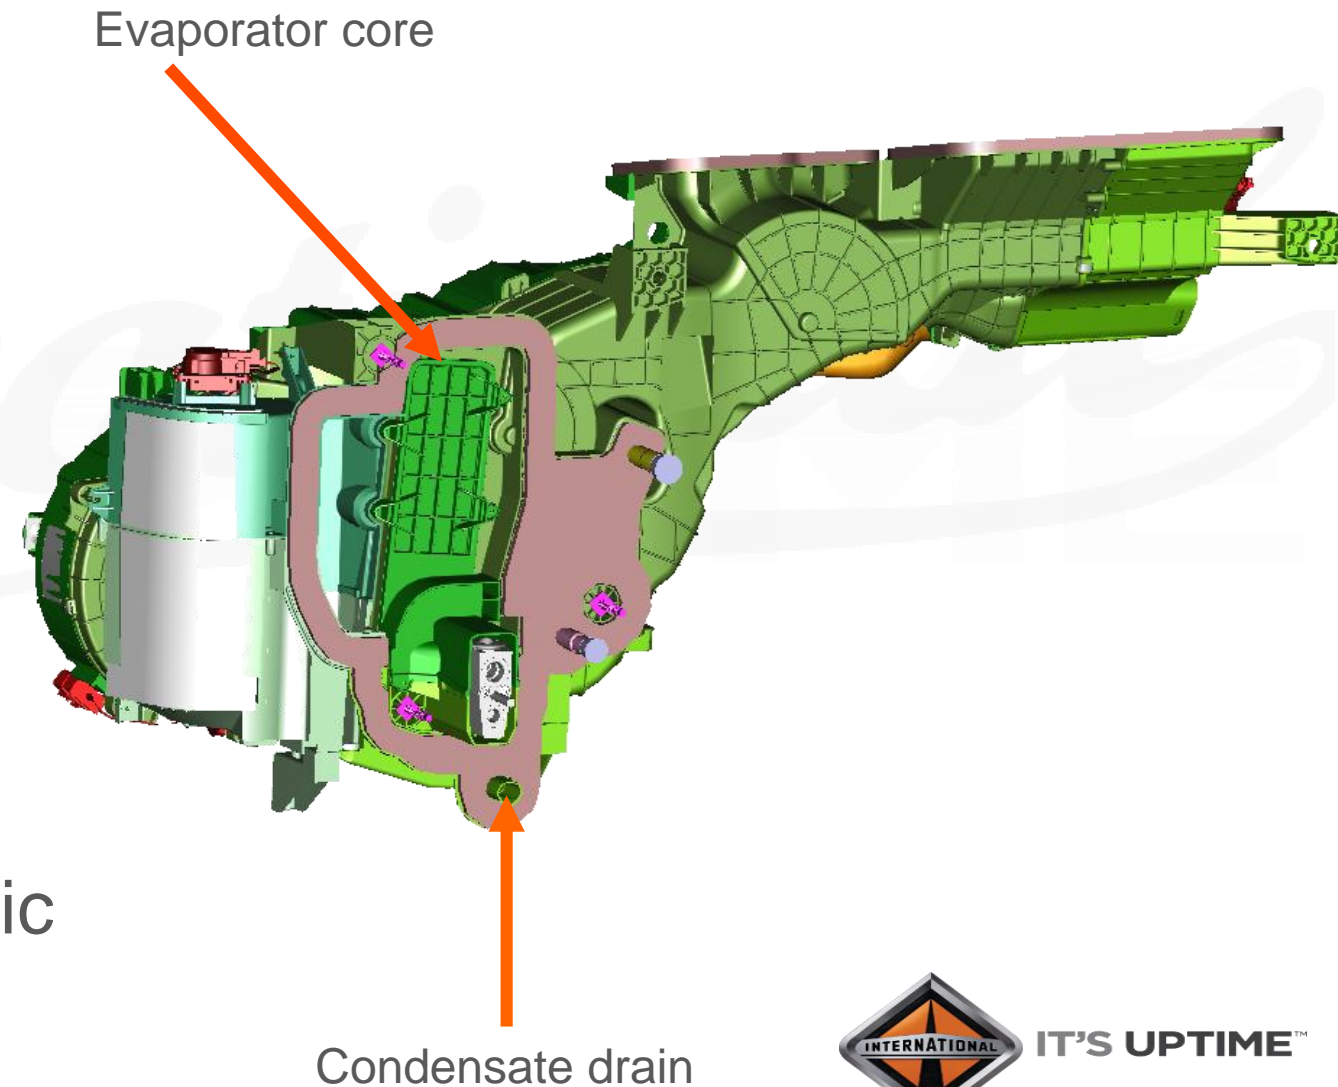 Evaporator core
ic
Condensate drain
INTERNATIONAL
IT'S UPTIME™